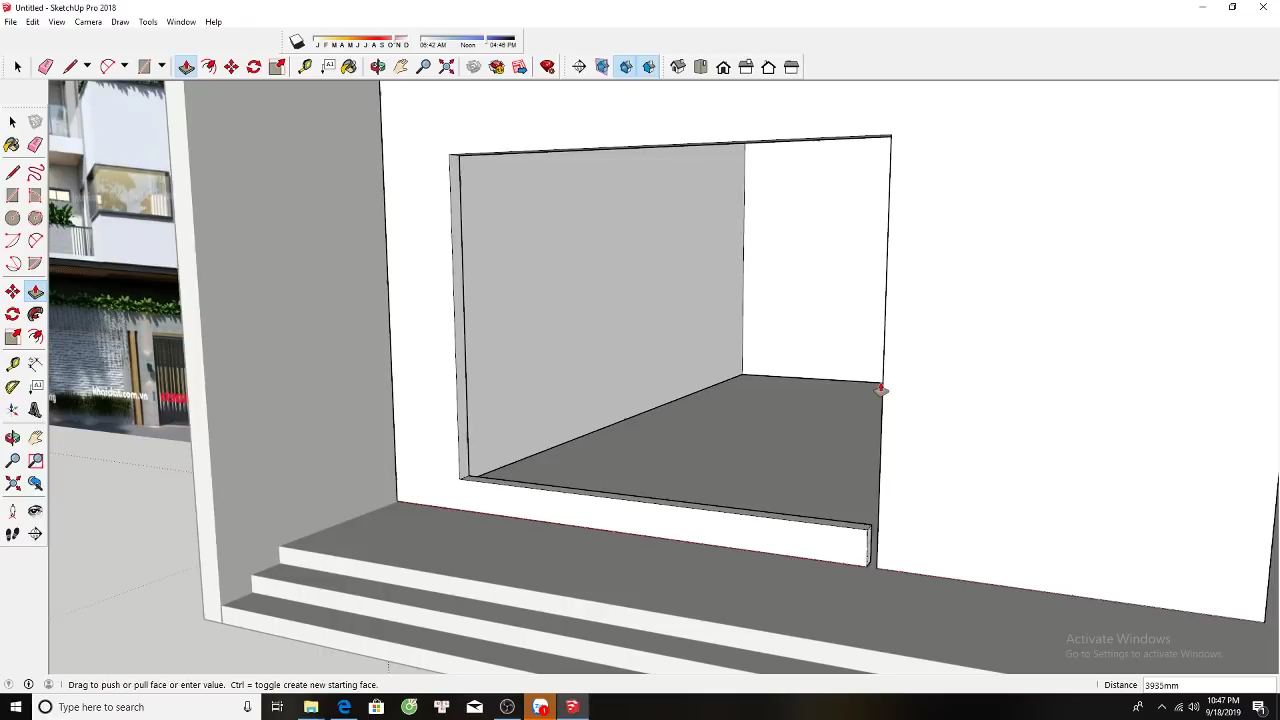 Untitled - SketchUp Pro 2018
File Edit View Camera Draw Tools Window Help
J F M A M J J A S O N D 06:42 AM Noon 04:46 PM
Activate Windows
Go to Settings to activate Windows.
Drag to push or pull face or enter value. Ctrl = toggle create new starting face.
Distance 3935mm
Type here to search
10:47 PM
9/18/2019